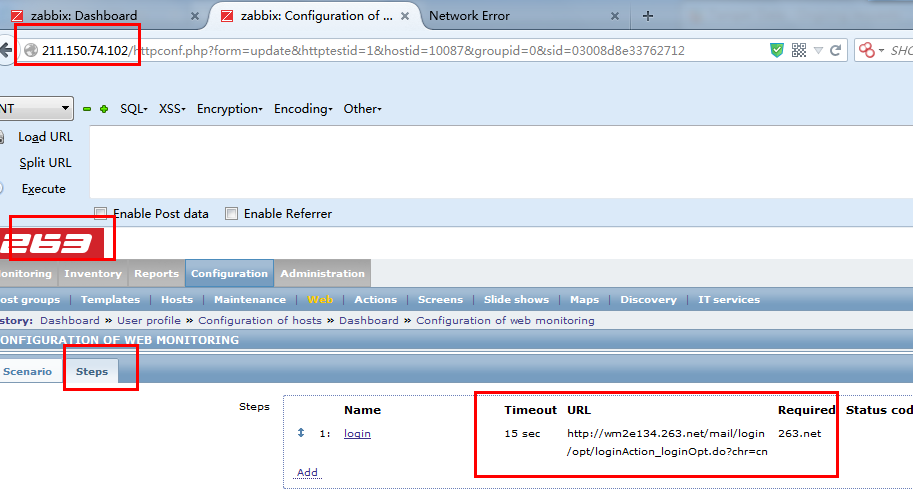 zabbix: Dashboard
zabbix: Configuration of ...
Network Error
211.150.74.102/httpconf.php?form=update&httptestid=1&hostid=10087&groupid=0&sid=03008d8e33762712
SHO
NT
SQL
XSS
Encryption
Encoding
Other
Load URL
Split URL
Execute
Enable Post data
Enable Referrer
263
onitoring
Inventory
Reports
Configuration
Administration
ost groups | Templates | Hosts | Maintenance | Web | Actions | Screens | Slide shows | Maps | Discovery | IT services
story: Dashboard » User profile » Configuration of hosts » Dashboard » Configuration of web monitoring
ONFIGURATION OF WEB MONITORING
Scenario
Steps
Steps
Name Timeout URL Required Status cod
1: login 15 sec http://wm2e134.263.net/mail/login 263.net
/opt/loginAction_loginOpt.do?chr=cn
Add